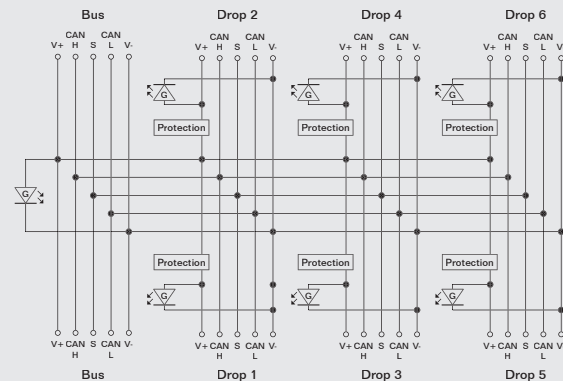 Bus Drop 2 Drop 4 Drop 6
CAN CAN CAN CAN CAN CAN CAN CAN
V+ H S L V- V+ H S L V- V+ H S L V- V+ H S L V-
G G G
Protection Protection Protection
G
Protection Protection Protection
G G G
V+ CAN S CAN V- V+ CAN S CAN V- V+ CAN S CAN V- V+ CAN S CAN V-
H L H L H L H L
Bus Drop 1 Drop 3 Drop 5